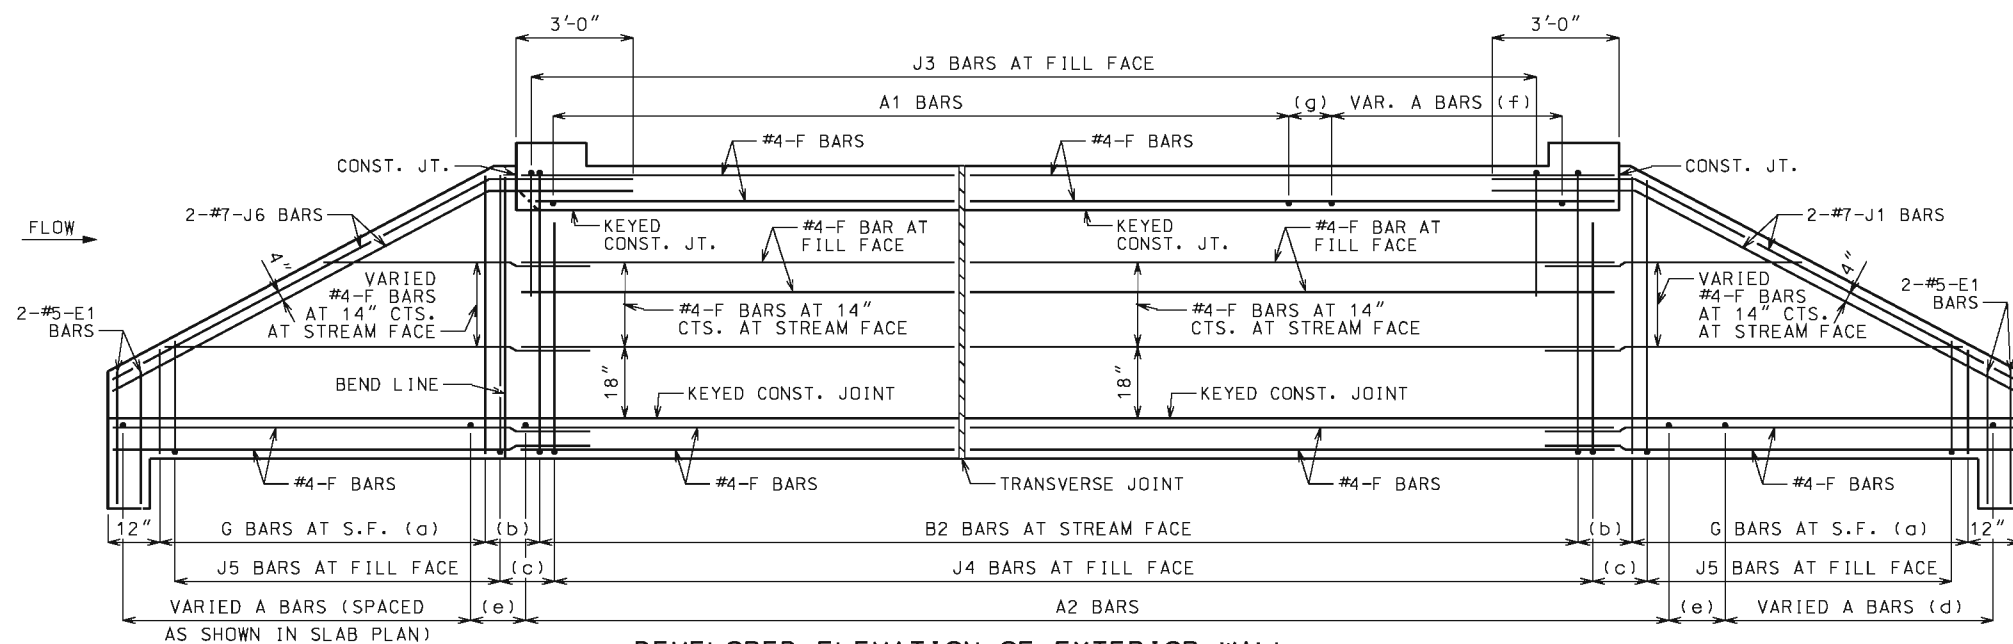 3'-0"
3'-0"
J3 BARS AT FILL FACE
A1 BARS
(g)
VAR. A BARS (f)
#4-F BARS
#4-F BARS
CONST. JT.
CONST. JT.
2-#7-J6 BARS
KEYED
CONST. JT.
#4-F BAR AT
FILL FACE
KEYED
CONST. JT.
#4-F BAR AT
FILL FACE
2-#7-J1 BARS
FLOW
4"
4"
VARIED
#4-F BARS
AT 14" CTS.
AT STREAM FACE
#4-F BARS AT 14"
CTS. AT STREAM FACE
#4-F BARS AT 14"
CTS. AT STREAM FACE
VARIED
#4-F BARS
AT 14" CTS.
AT STREAM FACE
2-#5-E1
BARS
2-#5-E1
BARS
BEND LINE
18"
KEYED CONST. JOINT
18"
KEYED CONST. JOINT
#4-F BARS
#4-F BARS
TRANSVERSE JOINT
#4-F BARS
#4-F BARS
12"
G BARS AT S.F. (a)
(b)
B2 BARS AT STREAM FACE
(b)
G BARS AT S.F. (a)
12"
J5 BARS AT FILL FACE
(c)
J4 BARS AT FILL FACE
(c)
J5 BARS AT FILL FACE
VARIED A BARS (SPACED
AS SHOWN IN SLAB PLAN)
(e)
A2 BARS
(e)
VARIED A BARS (d)
DEVELOPED ELEVATION OF EXTERIOR WALL